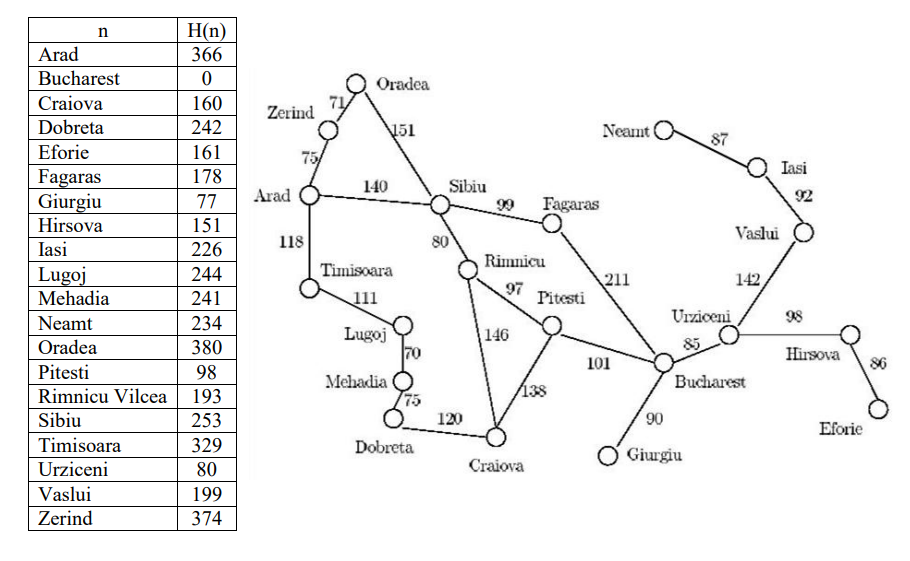 n H(n)
Arad 366
Bucharest 0
Craiova 160
Dobreta 242
Eforie 161
Fagaras 178
Giurgiu 77
Hirsova 151
Iasi 226
Lugoj 244
Mehadia 241
Neamt 234
Oradea 380
Pitesti 98
Rimnicu Vilcea 193
Sibiu 253
Timisoara 329
Urziceni 80
Vaslui 199
Zerind 374
Oradea
71
Zerind
151
Neamt
87
75
Iasi
Arad
140
Sibiu
92
99
Fagaras
118
80
Vaslui
Timisoara
Rimnicu
97
Pitesti
211
142
111
Lugoj
146
Urziceni
98
70
85
Hirsova
101
86
Mehadia
75
138
Bucharest
120
90
Eforie
Dobreta
Craiova
Giurgiu